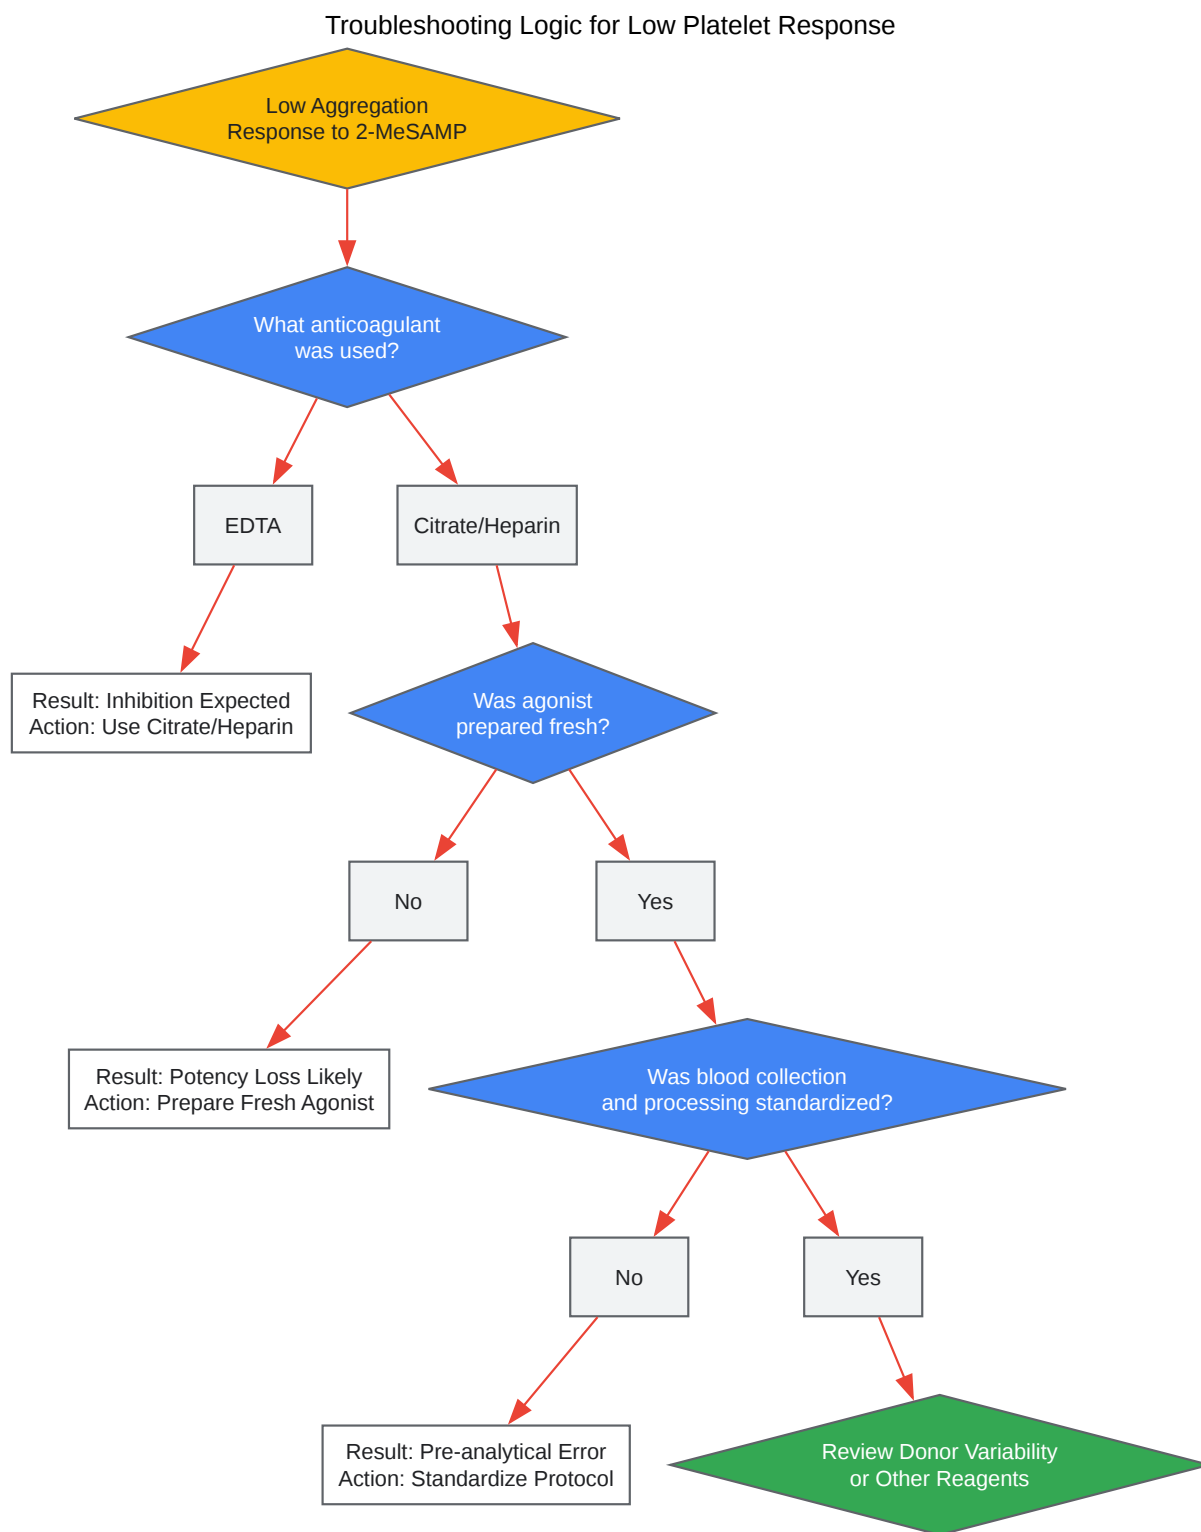 Troubleshooting Logic for Low Platelet Response
Low Aggregation
Response to 2-MeSAMP
What anticoagulant
was used?
EDTA
Citrate/Heparin
Result: Inhibition Expected
Action: Use Citrate/Heparin
Was agonist
prepared fresh?
No
Yes
Result: Potency Loss Likely
Action: Prepare Fresh Agonist
Was blood collection
and processing standardized?
No
Yes
Result: Pre-analytical Error
Action: Standardize Protocol
Review Donor Variability
or Other Reagents